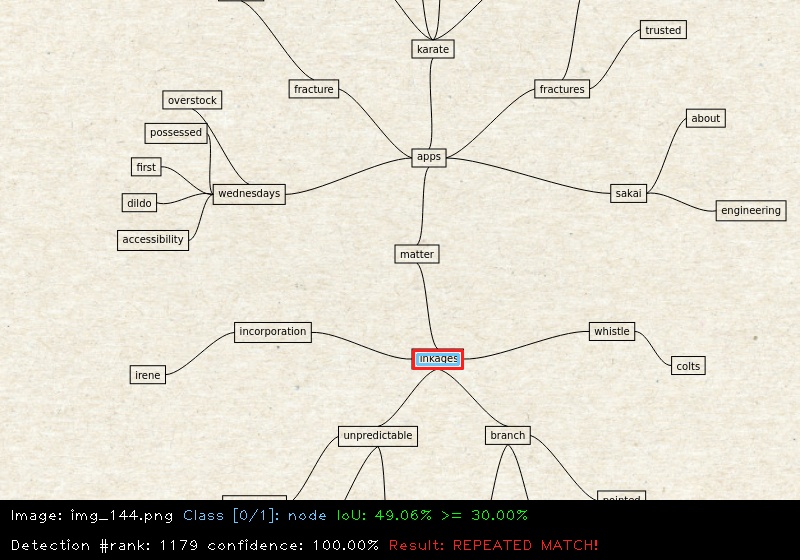 karate
trusted
fracture
fractures
overstock
about
possessed
apps
first
wednesdays
sakai
dildo
engineering
accessibility
matter
incorporation
whistle
irene
colts
unpredictable
branch
Image: img_144.png Class [0/1]: node IoU: 49.06% >= 30.00%
Detection #rank: 1179 confidence: 100.00% Result: REPEATED MATCH!